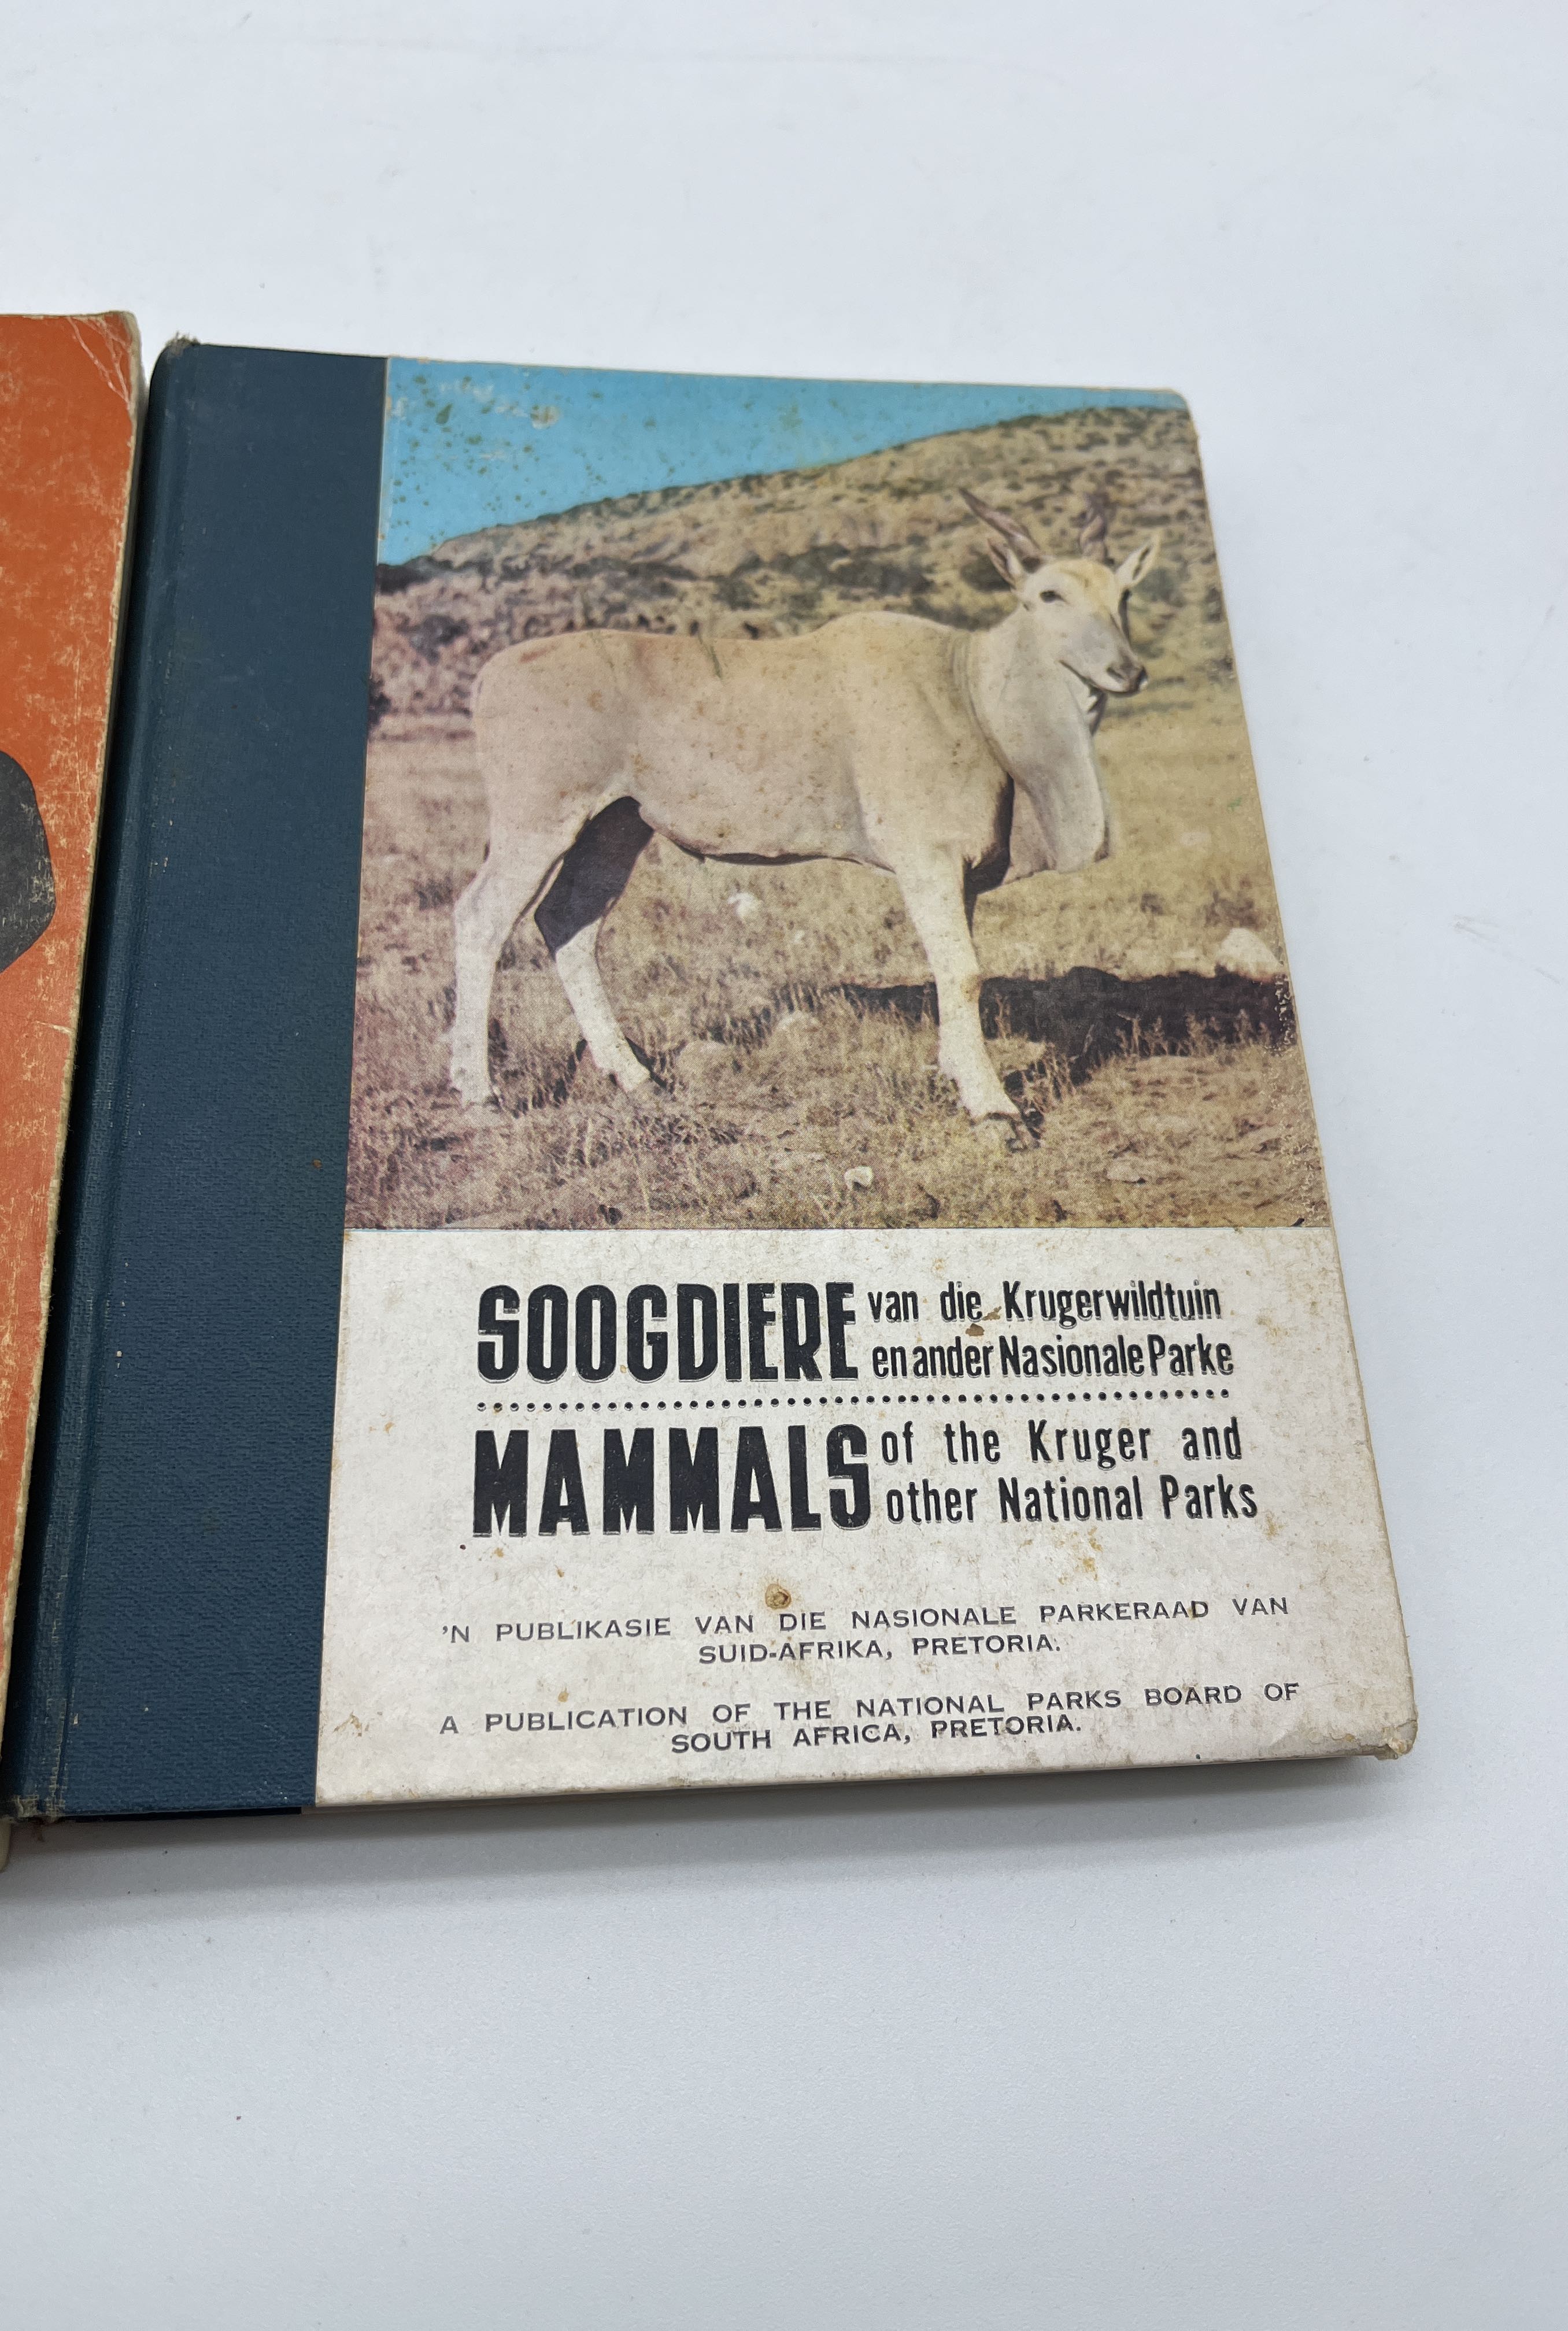 SOOGDIERE van die Krugerwildtuin
en ander Nasionale Parke
MAMMALS of the Kruger and
other National Parks
'N PUBLIKASIE VAN DIE NASIONALE PARKERAAD VAN
SUID-AFRIKA, PRETORIA.
A PUBLICATION OF THE NATIONAL PARKS BOARD OF
SOUTH AFRICA, PRETORIA.